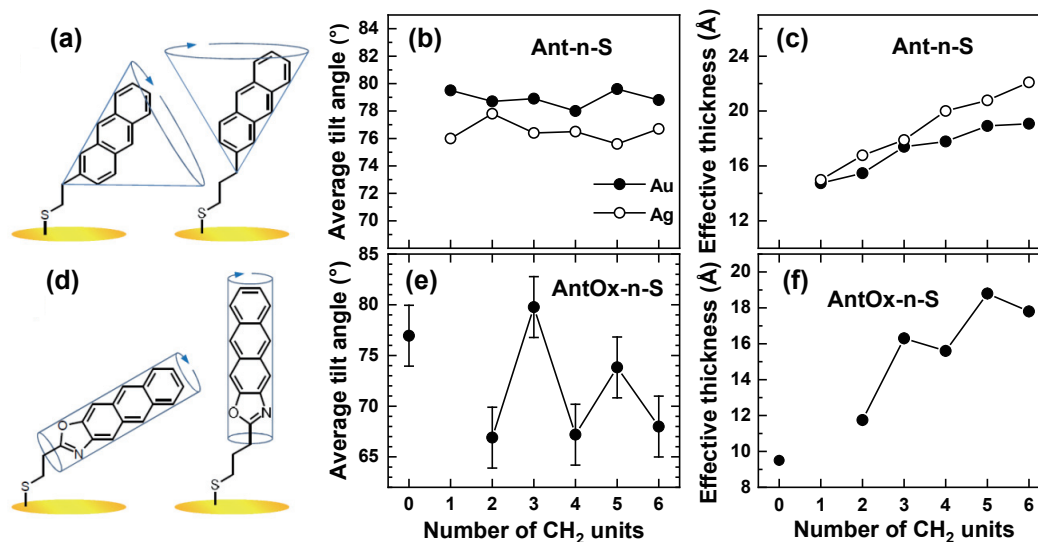 (a)
S
S
(b)
Ant-n-S
Average tilt angle (°)
84
82
80
78
76
74
72
70
Au
Ag
(c)
Ant-n-S
Effective thickness (Å)
24
20
16
12
(d)
O
N
S
O
N
S
(e)
AntOx-n-S
Average tilt angle (°)
85
80
75
70
65
0 1 2 3 4 5 6
Number of CH₂ units
(f)
AntOx-n-S
Effective thickness (Å)
20
18
16
14
12
10
8
0 1 2 3 4 5 6
Number of CH₂ units